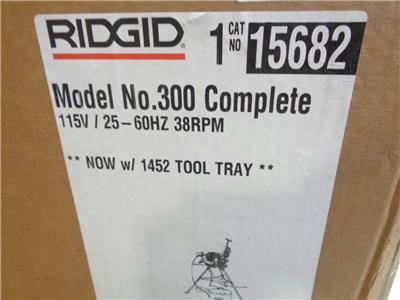 RIDGID 1 CAT NO 15682
Model No.300 Complete
115V / 25-60HZ 38RPM
** NOW w/ 1452 TOOL TRAY **